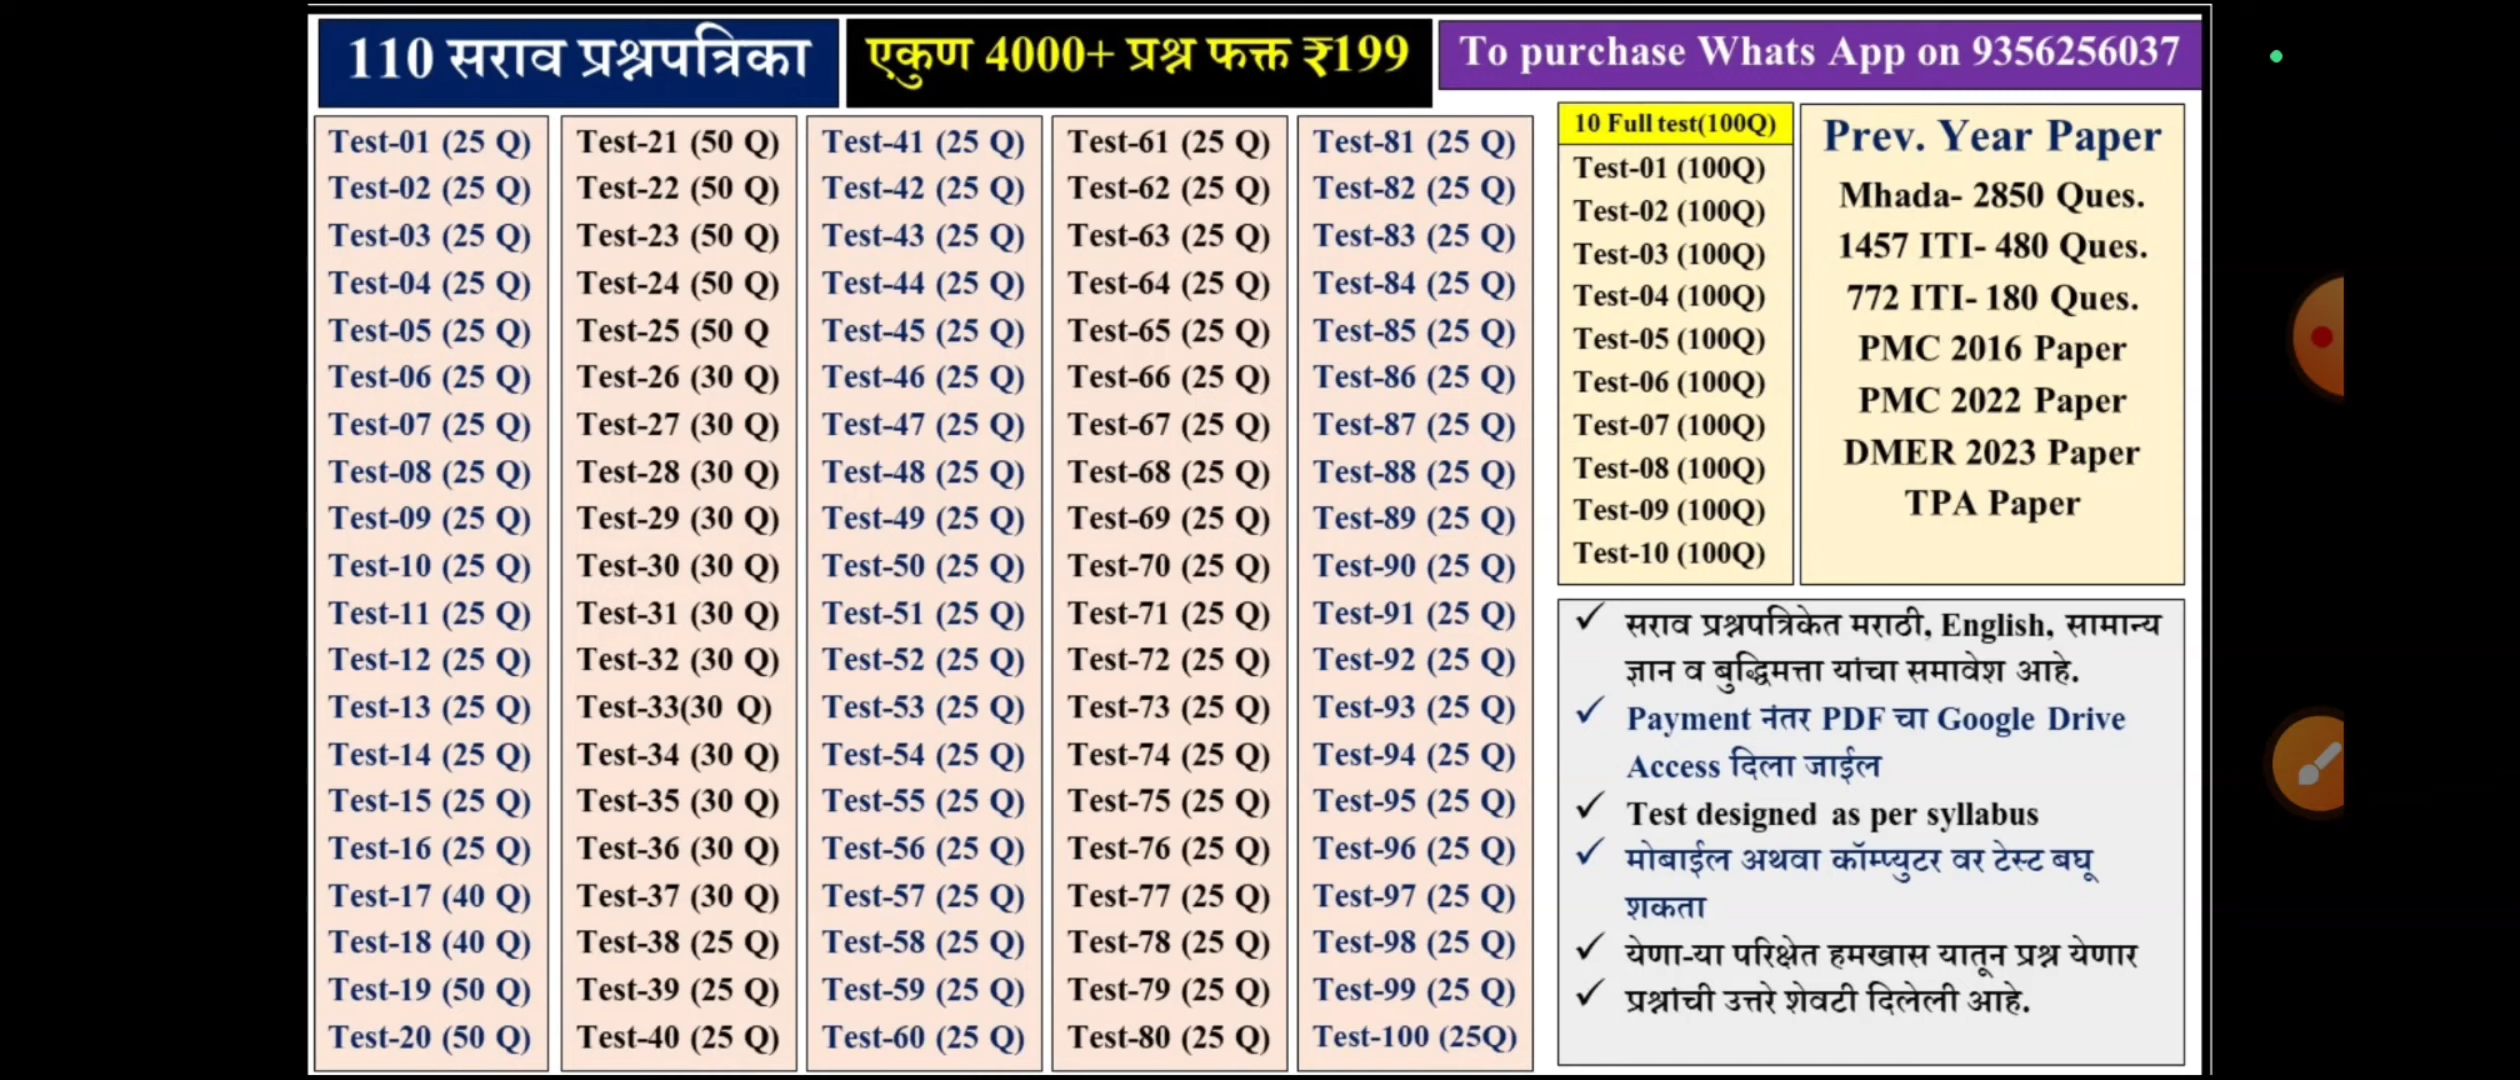 110 सराव प्रश्नपत्रिका
एकुण 4000+ प्रश्न फक्त ₹199
To purchase Whats App on 9356256037
Test-01 (25 Q)
Test-02 (25 Q)
Test-03 (25 Q)
Test-04 (25 Q)
Test-05 (25 Q)
Test-06 (25 Q)
Test-07 (25 Q)
Test-08 (25 Q)
Test-09 (25 Q)
Test-10 (25 Q)
Test-11 (25 Q)
Test-12 (25 Q)
Test-13 (25 Q)
Test-14 (25 Q)
Test-15 (25 Q)
Test-16 (25 Q)
Test-17 (40 Q)
Test-18 (40 Q)
Test-19 (50 Q)
Test-20 (50 Q)
Test-21 (50 Q)
Test-22 (50 Q)
Test-23 (50 Q)
Test-24 (50 Q)
Test-25 (50 Q
Test-26 (30 Q)
Test-27 (30 Q)
Test-28 (30 Q)
Test-29 (30 Q)
Test-30 (30 Q)
Test-31 (30 Q)
Test-32 (30 Q)
Test-33(30 Q)
Test-34 (30 Q)
Test-35 (30 Q)
Test-36 (30 Q)
Test-37 (30 Q)
Test-38 (25 Q)
Test-39 (25 Q)
Test-40 (25 Q)
Test-41 (25 Q)
Test-42 (25 Q)
Test-43 (25 Q)
Test-44 (25 Q)
Test-45 (25 Q)
Test-46 (25 Q)
Test-47 (25 Q)
Test-48 (25 Q)
Test-49 (25 Q)
Test-50 (25 Q)
Test-51 (25 Q)
Test-52 (25 Q)
Test-53 (25 Q)
Test-54 (25 Q)
Test-55 (25 Q)
Test-56 (25 Q)
Test-57 (25 Q)
Test-58 (25 Q)
Test-59 (25 Q)
Test-60 (25 Q)
Test-61 (25 Q)
Test-62 (25 Q)
Test-63 (25 Q)
Test-64 (25 Q)
Test-65 (25 Q)
Test-66 (25 Q)
Test-67 (25 Q)
Test-68 (25 Q)
Test-69 (25 Q)
Test-70 (25 Q)
Test-71 (25 Q)
Test-72 (25 Q)
Test-73 (25 Q)
Test-74 (25 Q)
Test-75 (25 Q)
Test-76 (25 Q)
Test-77 (25 Q)
Test-78 (25 Q)
Test-79 (25 Q)
Test-80 (25 Q)
Test-81 (25 Q)
Test-82 (25 Q)
Test-83 (25 Q)
Test-84 (25 Q)
Test-85 (25 Q)
Test-86 (25 Q)
Test-87 (25 Q)
Test-88 (25 Q)
Test-89 (25 Q)
Test-90 (25 Q)
Test-91 (25 Q)
Test-92 (25 Q)
Test-93 (25 Q)
Test-94 (25 Q)
Test-95 (25 Q)
Test-96 (25 Q)
Test-97 (25 Q)
Test-98 (25 Q)
Test-99 (25 Q)
Test-100 (25Q)
10 Full test(100Q)
Test-01 (100Q)
Test-02 (100Q)
Test-03 (100Q)
Test-04 (100Q)
Test-05 (100Q)
Test-06 (100Q)
Test-07 (100Q)
Test-08 (100Q)
Test-09 (100Q)
Test-10 (100Q)
Prev. Year Paper
Mhada- 2850 Ques.
1457 ITI- 480 Ques.
772 ITI- 180 Ques.
PMC 2016 Paper
PMC 2022 Paper
DMER 2023 Paper
TPA Paper
✓ सराव प्रश्नपत्रिकेत मराठी, English, सामान्य
ज्ञान व बुद्धिमत्ता यांचा समावेश आहे.
✓ Payment नंतर PDF चा Google Drive
Access दिला जाईल
✓ Test designed as per syllabus
✓ मोबाईल अथवा कॉम्प्युटर वर टेस्ट बघू
शकता
✓ येणा-या परिक्षेत हमखास यातून प्रश्न येणार
✓ प्रश्नांची उत्तरे शेवटी दिलेली आहे.